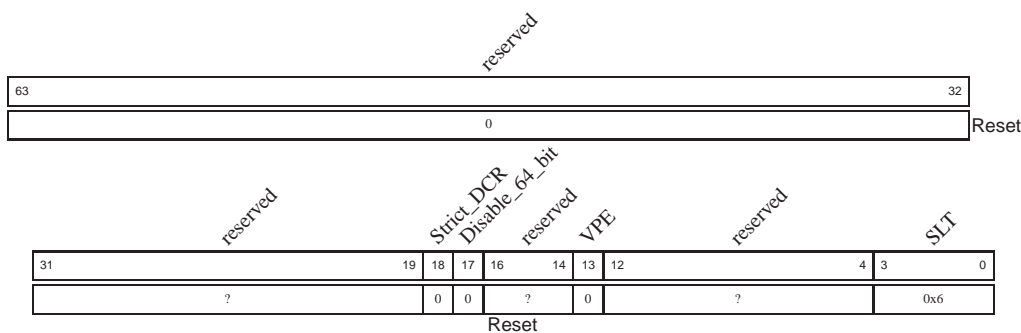 reserved
63 32
0 Reset
reserved Strict_DCR Disable_64_bit reserved VPE reserved SLT
31 19 18 17 16 14 13 12 4 3 0
? 0 0 ? 0 ? 0x6
Reset